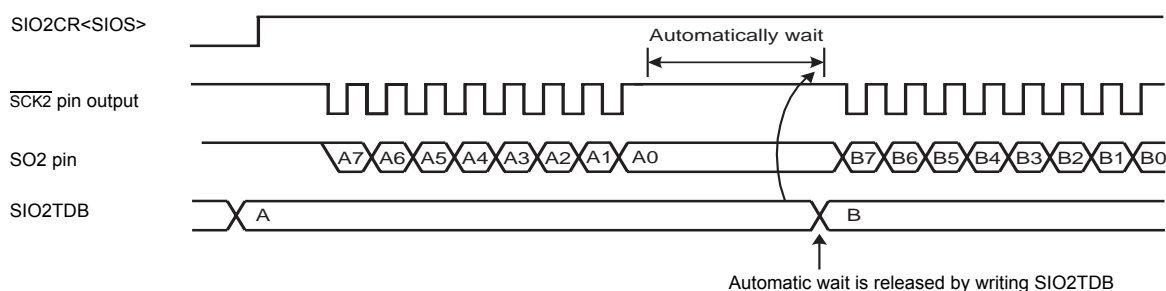 SIO2CR<SIOS>
Automatically wait
SCK2 pin output
SO2 pin
A7 A6 A5 A4 A3 A2 A1 A0 B7 B6 B5 B4 B3 B2 B1 B0
SIO2TDB
A B
Automatic wait is released by writing SIO2TDB